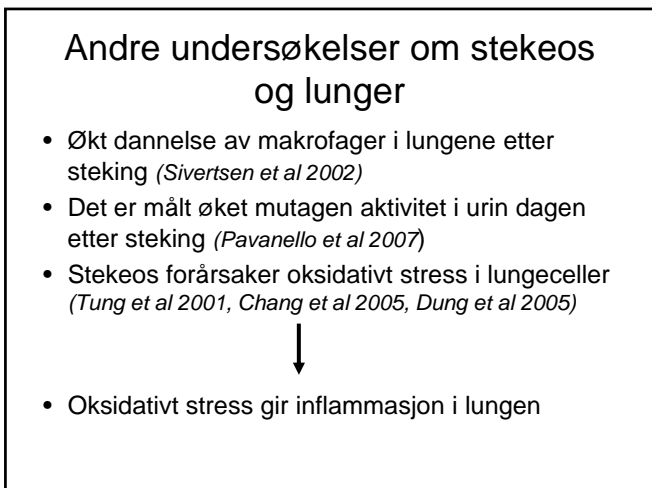 Andre undersøkelser om stekeos
og lunger
• Økt dannelse av makrofager i lungene etter
steking (Sivertsen et al 2002)
• Det er målt øket mutagen aktivitet i urin dagen
etter steking (Pavanello et al 2007)
• Stekeos forårsaker oksidativt stress i lungeceller
(Tung et al 2001, Chang et al 2005, Dung et al 2005)
• Oksidativt stress gir inflammasjon i lungen